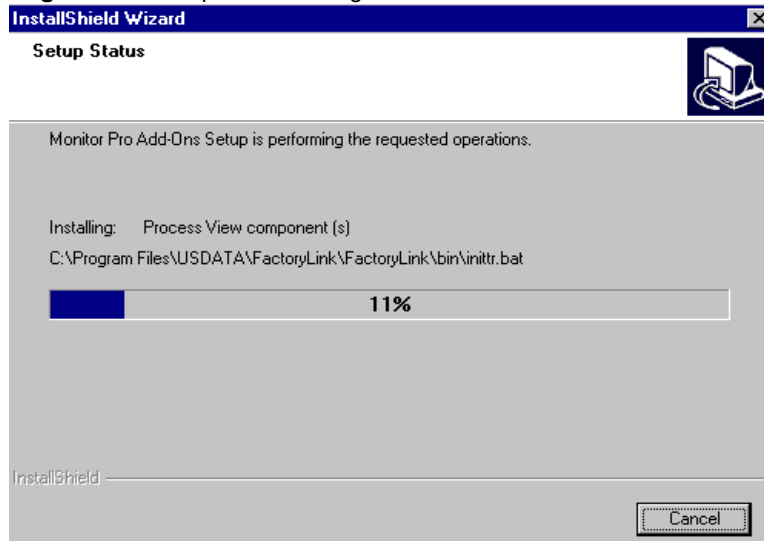 InstallShield Wizard
Setup Status
Monitor Pro Add-Ons Setup is performing the requested operations.
Installing: Process View component (s)
C:\Program Files\USDATA\FactoryLink\FactoryLink\bin\inittr.bat
11%
InstallShield
Cancel